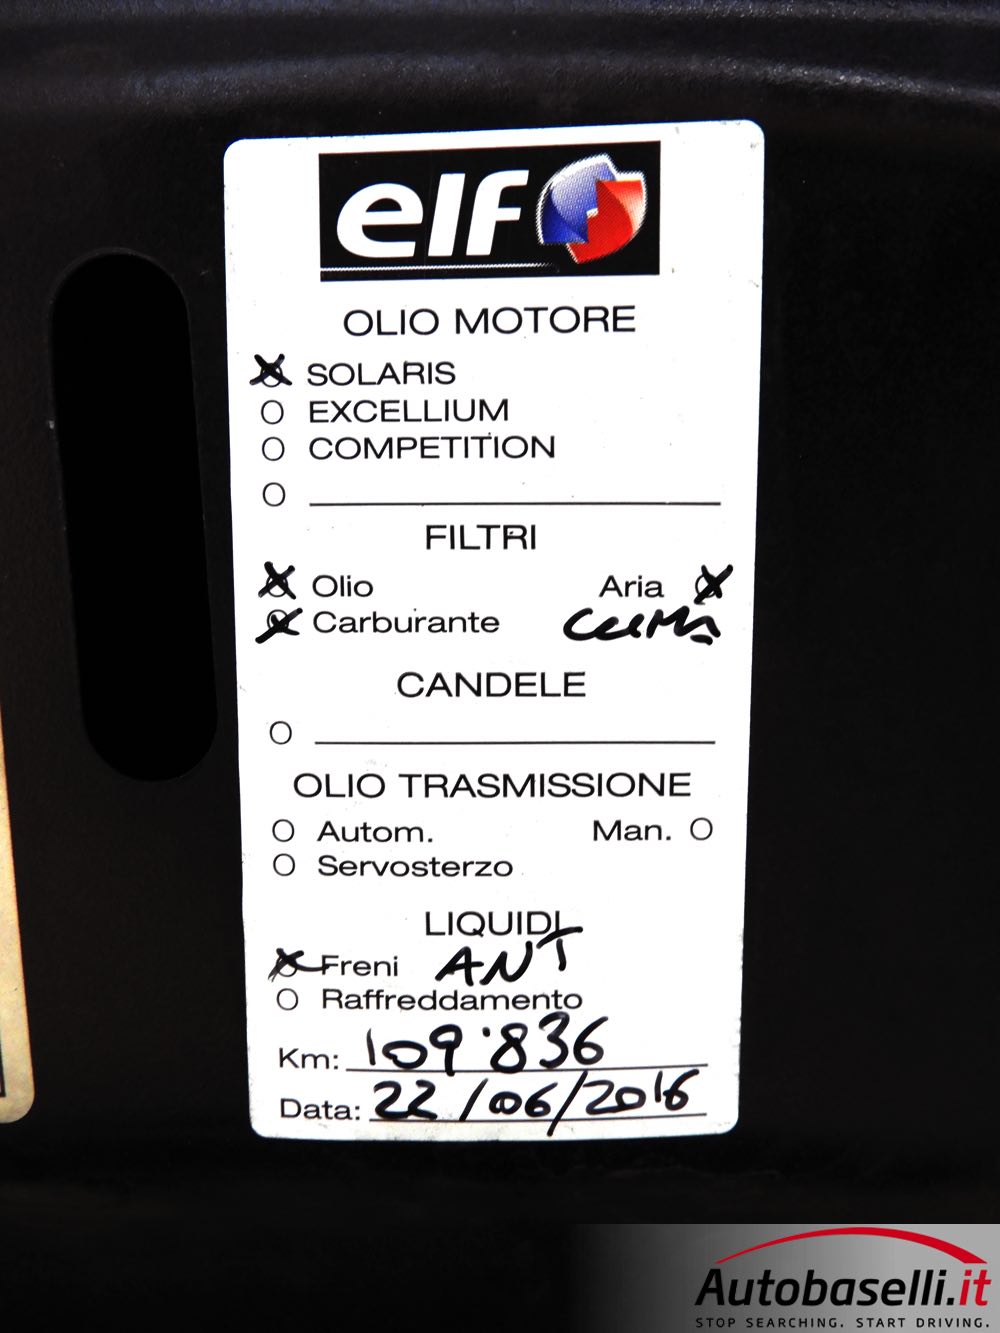 elf
OLIO MOTORE
SOLARIS
EXCELLIUM
COMPETITION
FILTRI
Olio Aria
Carburante Clima
CANDELE
OLIO TRASMISSIONE
Autom. Man.
Servosterzo
LIQUIDI
Freni ANT
Raffreddamento
Km: 109·836
Data: 22/06/2016
Autobaselli.it
STOP SEARCHING. START DRIVING.